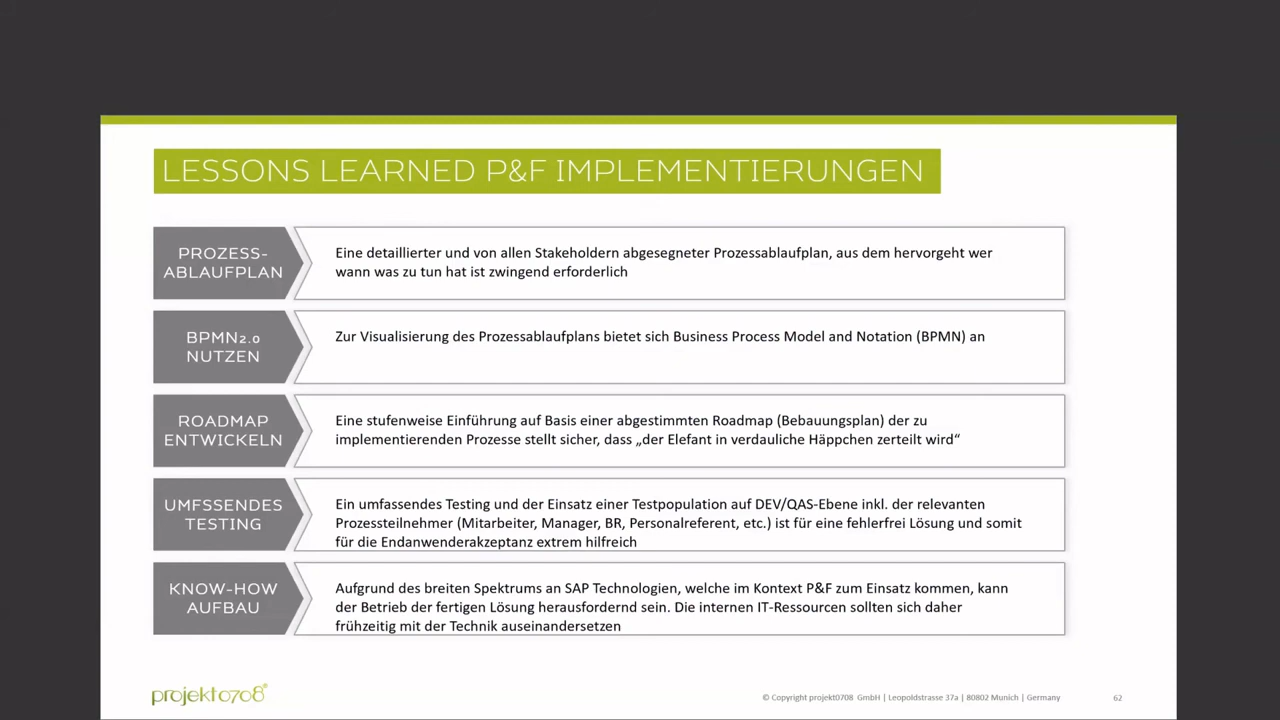 LESSONS LEARNED P&F IMPLEMENTIERUNGEN
PROZESS-
ABLAUFPLAN
Eine detaillierter und von allen Stakeholdern abgesegneter Prozessablaufplan, aus dem hervorgeht wer
wann was zu tun hat ist zwingend erforderlich
BPMN2.0
NUTZEN
Zur Visualisierung des Prozessablaufplans bietet sich Business Process Model and Notation (BPMN) an
ROADMAP
ENTWICKELN
Eine stufenweise Einführung auf Basis einer abgestimmten Roadmap (Bebauungsplan) der zu
implementierenden Prozesse stellt sicher, dass „der Elefant in verdauliche Häppchen zerteilt wird“
UMFSSENDES
TESTING
Ein umfassendes Testing und der Einsatz einer Testpopulation auf DEV/QAS-Ebene inkl. der relevanten
Prozessteilnehmer (Mitarbeiter, Manager, BR, Personalreferent, etc.) ist für eine fehlerfrei Lösung und somit
für die Endanwenderakzeptanz extrem hilfreich
KNOW-HOW
AUFBAU
Aufgrund des breiten Spektrums an SAP Technologien, welche im Kontext P&F zum Einsatz kommen, kann
der Betrieb der fertigen Lösung herausfordernd sein. Die internen IT-Ressourcen sollten sich daher
frühzeitig mit der Technik auseinandersetzen
projekt0708®
© Copyright projekt0708 GmbH | Leopoldstrasse 37a | 80802 Munich | Germany
62